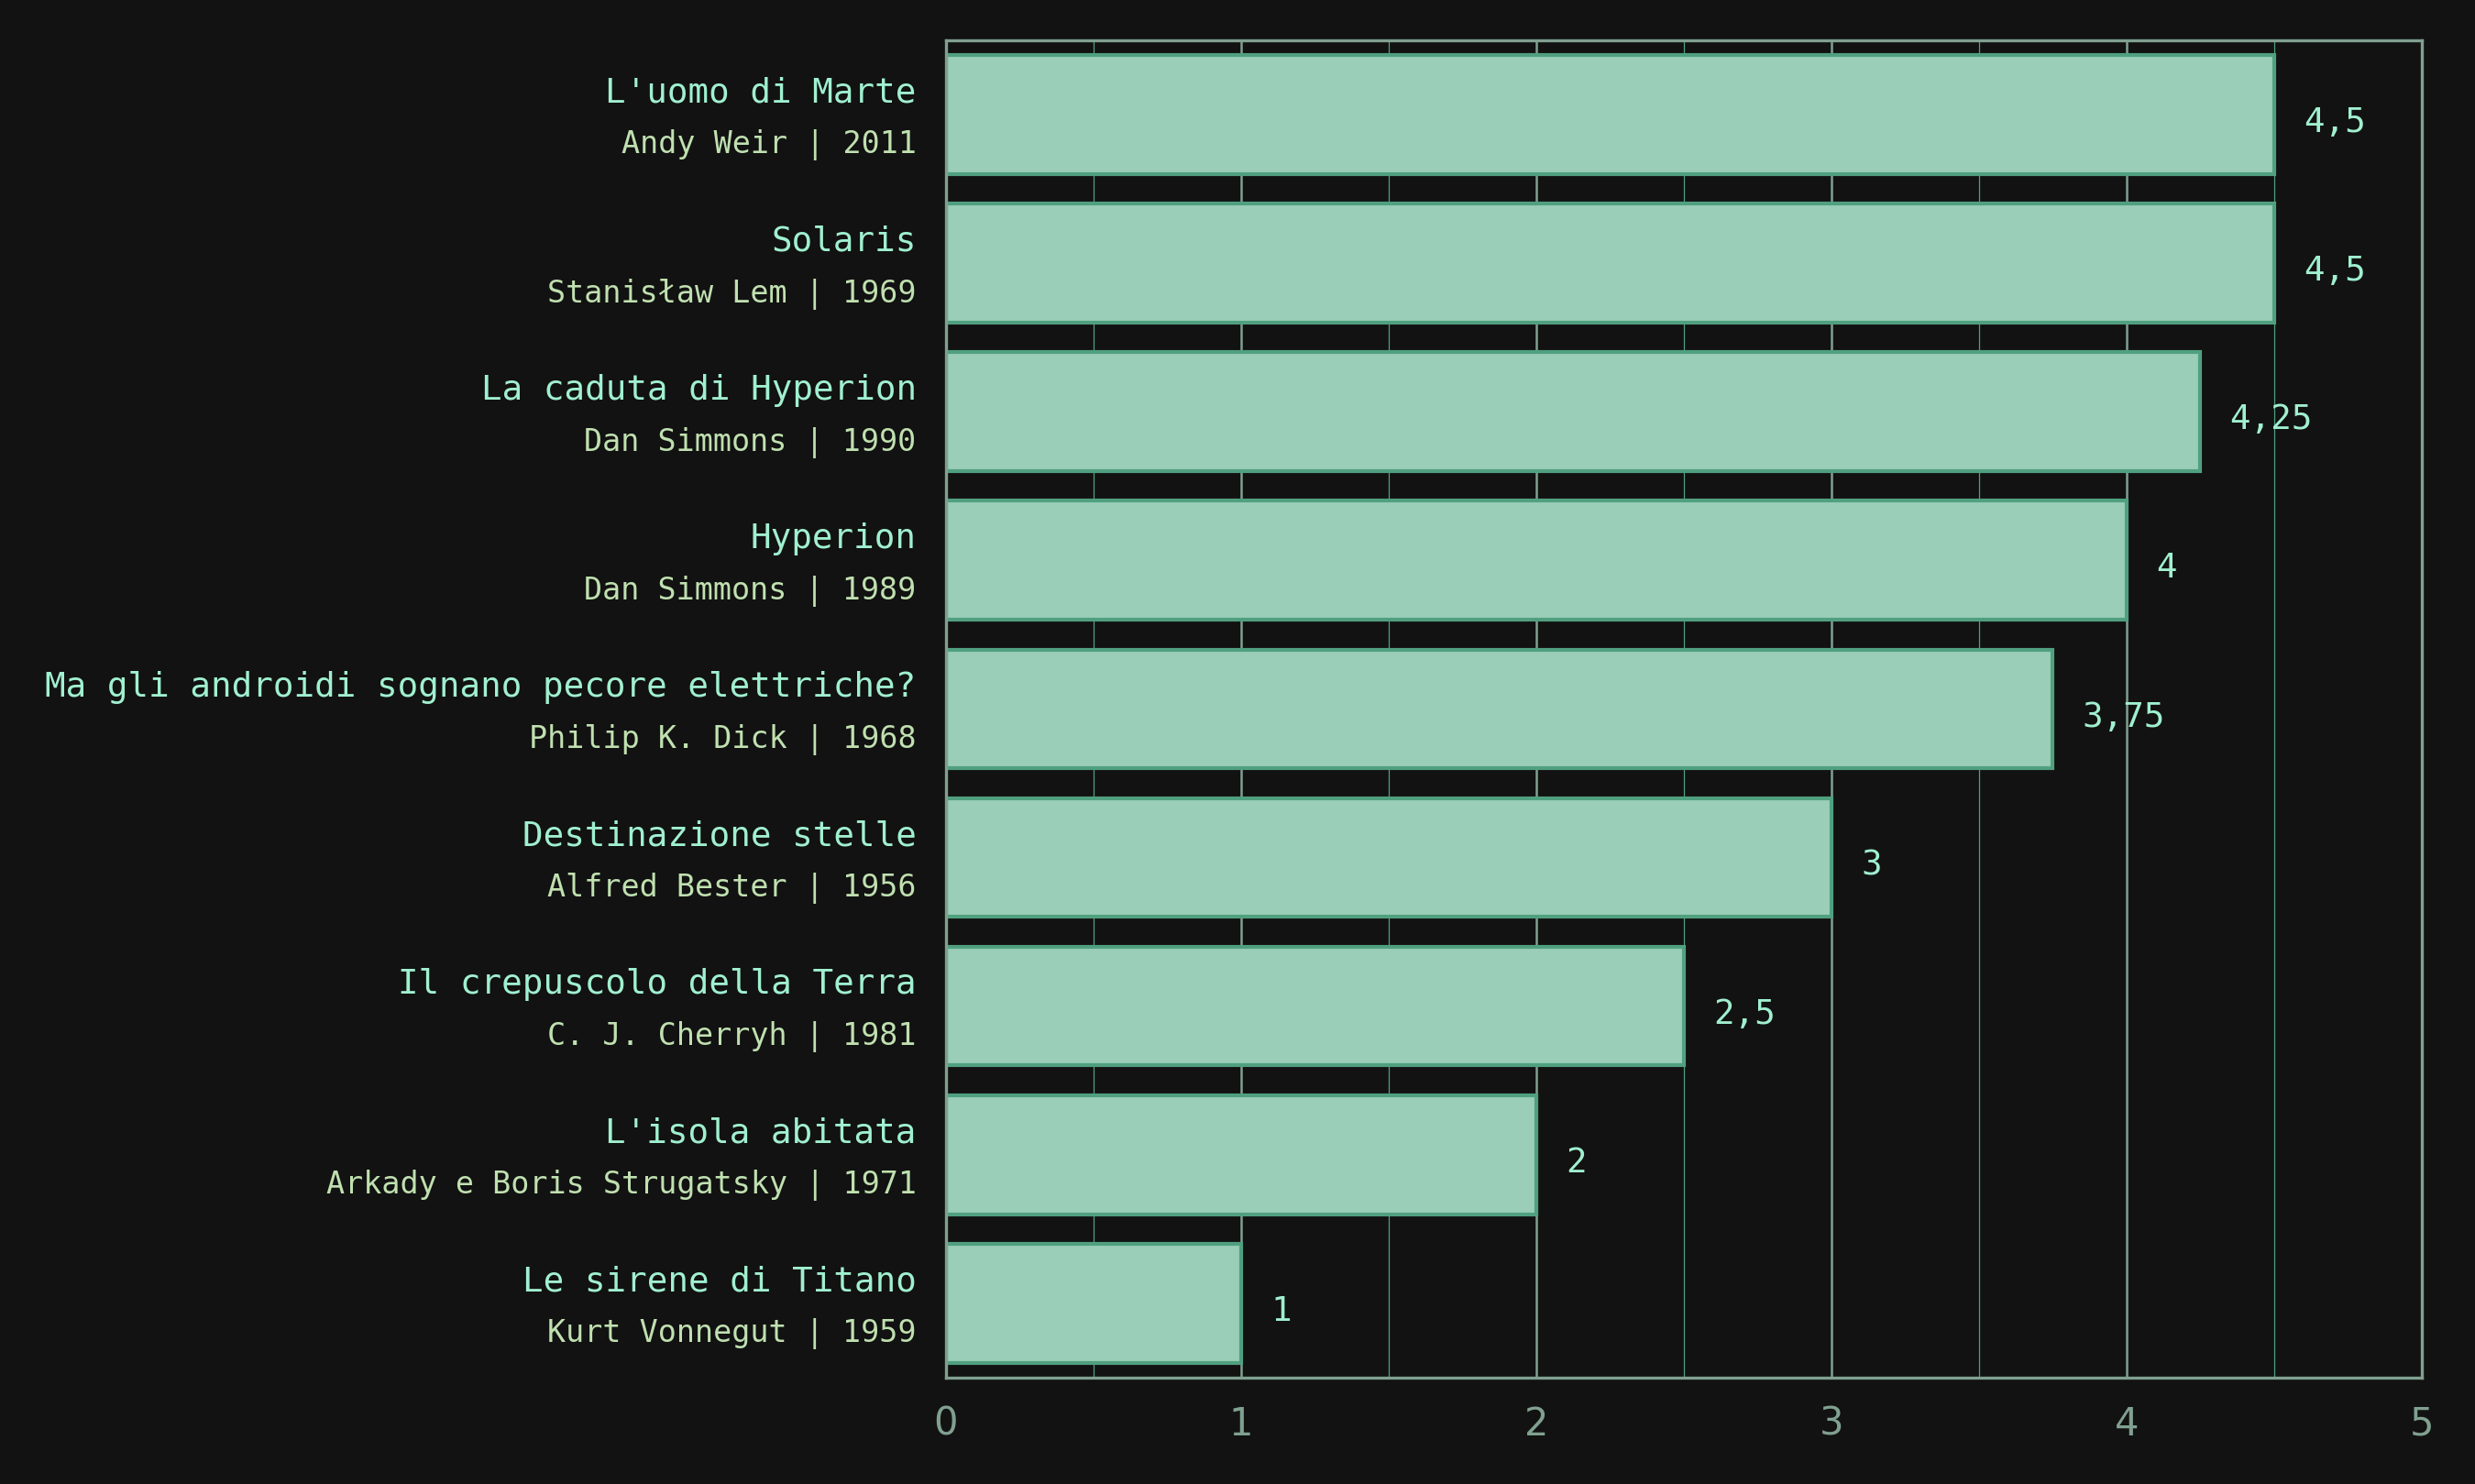 L'uomo di Marte
Andy Weir | 2011
4,5
Solaris
Stanisław Lem | 1969
4,5
La caduta di Hyperion
Dan Simmons | 1990
4,25
Hyperion
Dan Simmons | 1989
4
Ma gli androidi sognano pecore elettriche?
Philip K. Dick | 1968
3,75
Destinazione stelle
Alfred Bester | 1956
3
Il crepuscolo della Terra
C. J. Cherryh | 1981
2,5
L'isola abitata
Arkady e Boris Strugatsky | 1971
2
Le sirene di Titano
Kurt Vonnegut | 1959
1
0 1 2 3 4 5